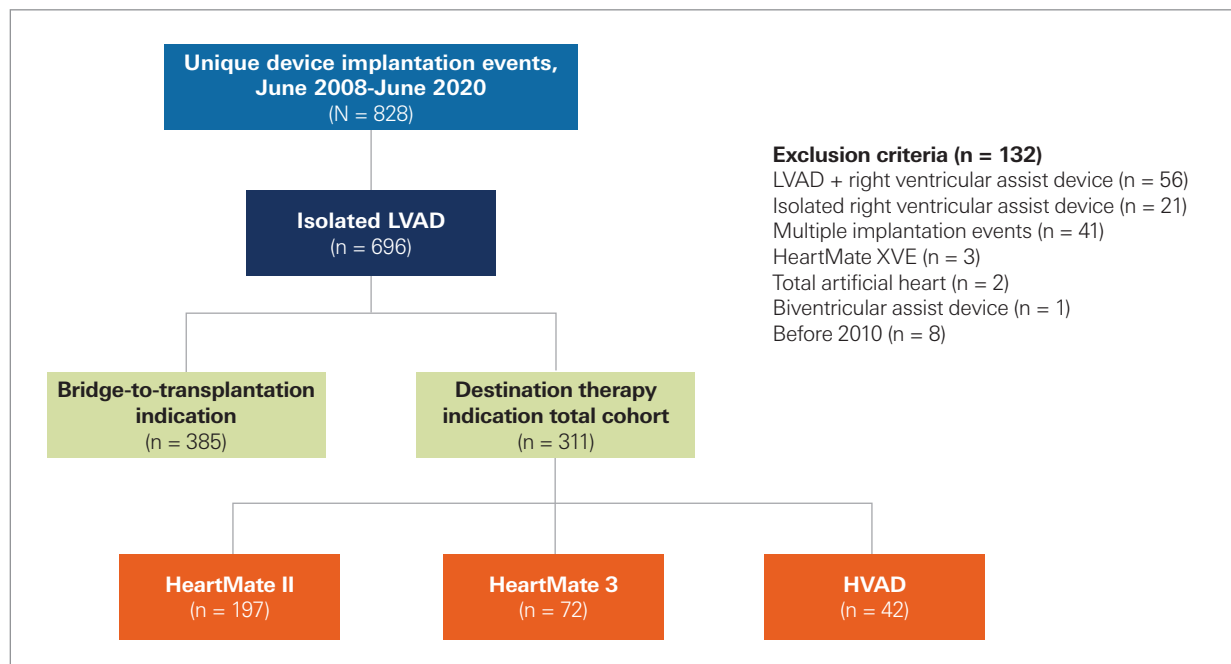 Unique device implantation events,
June 2008-June 2020
(N = 828)
Exclusion criteria (n = 132)
LVAD + right ventricular assist device (n = 56)
Isolated right ventricular assist device (n = 21)
Multiple implantation events (n = 41)
HeartMate XVE (n = 3)
Total artificial heart (n = 2)
Biventricular assist device (n = 1)
Before 2010 (n = 8)
Isolated LVAD
(n = 696)
Bridge-to-transplantation
indication
(n = 385)
Destination therapy
indication total cohort
(n = 311)
HeartMate II
(n = 197)
HeartMate 3
(n = 72)
HVAD
(n = 42)